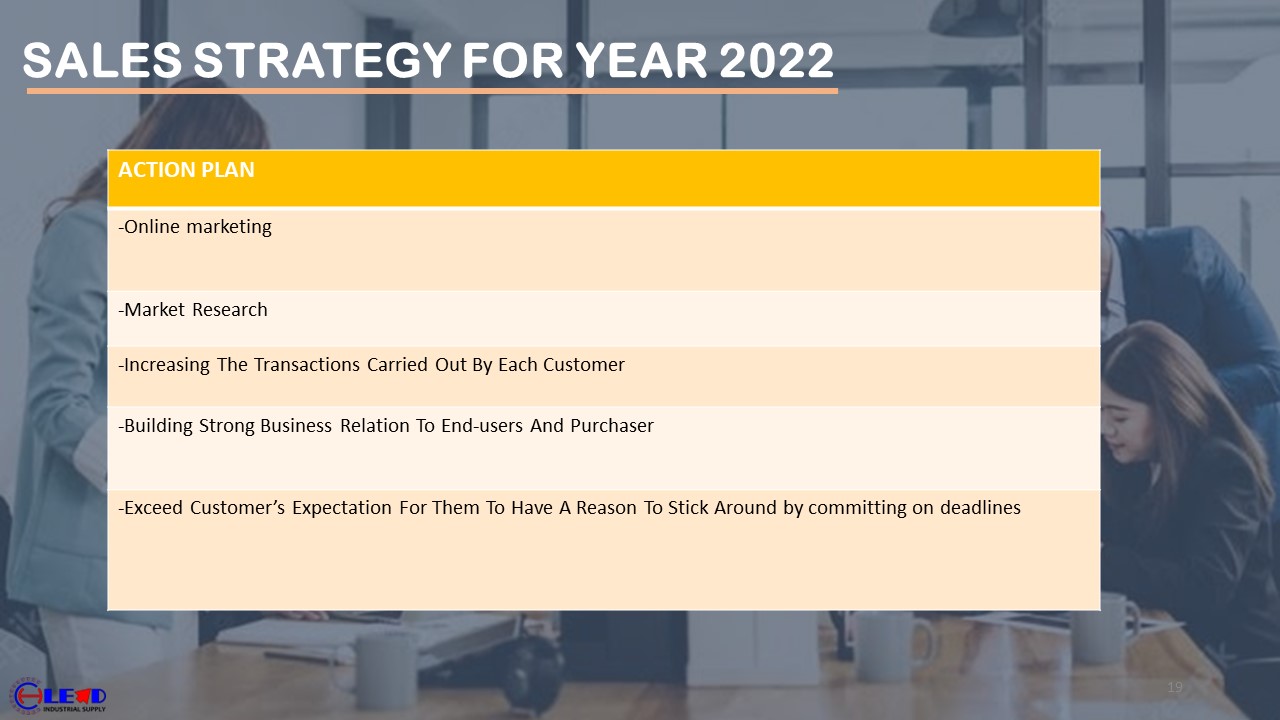 SALES STRATEGY FOR YEAR 2022
ACTION PLAN
-Online marketing
-Market Research
-Increasing The Transactions Carried Out By Each Customer
-Building Strong Business Relation To End-users And Purchaser
-Exceed Customer’s Expectation For Them To Have A Reason To Stick Around by committing on deadlines
LEAD
INDUSTRIAL SUPPLY
19